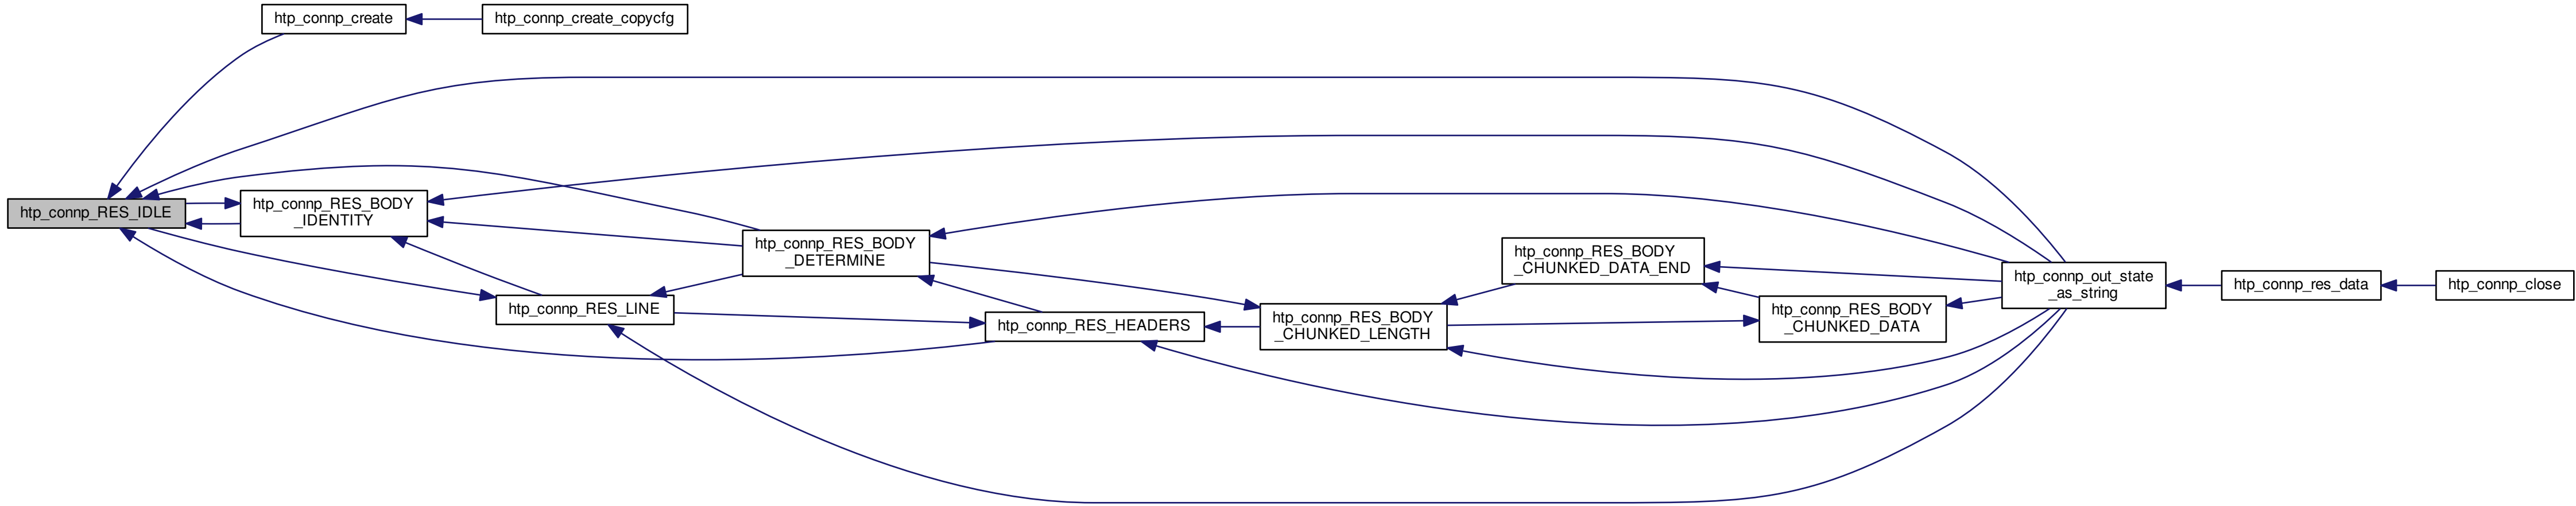 htp_connp_create
htp_connp_create_copycfg
htp_connp_RES_IDLE
htp_connp_RES_BODY
_IDENTITY
htp_connp_RES_LINE
htp_connp_RES_BODY
_DETERMINE
htp_connp_RES_HEADERS
htp_connp_RES_BODY
_CHUNKED_LENGTH
htp_connp_RES_BODY
_CHUNKED_DATA_END
htp_connp_RES_BODY
_CHUNKED_DATA
htp_connp_out_state
_as_string
htp_connp_res_data
htp_connp_close